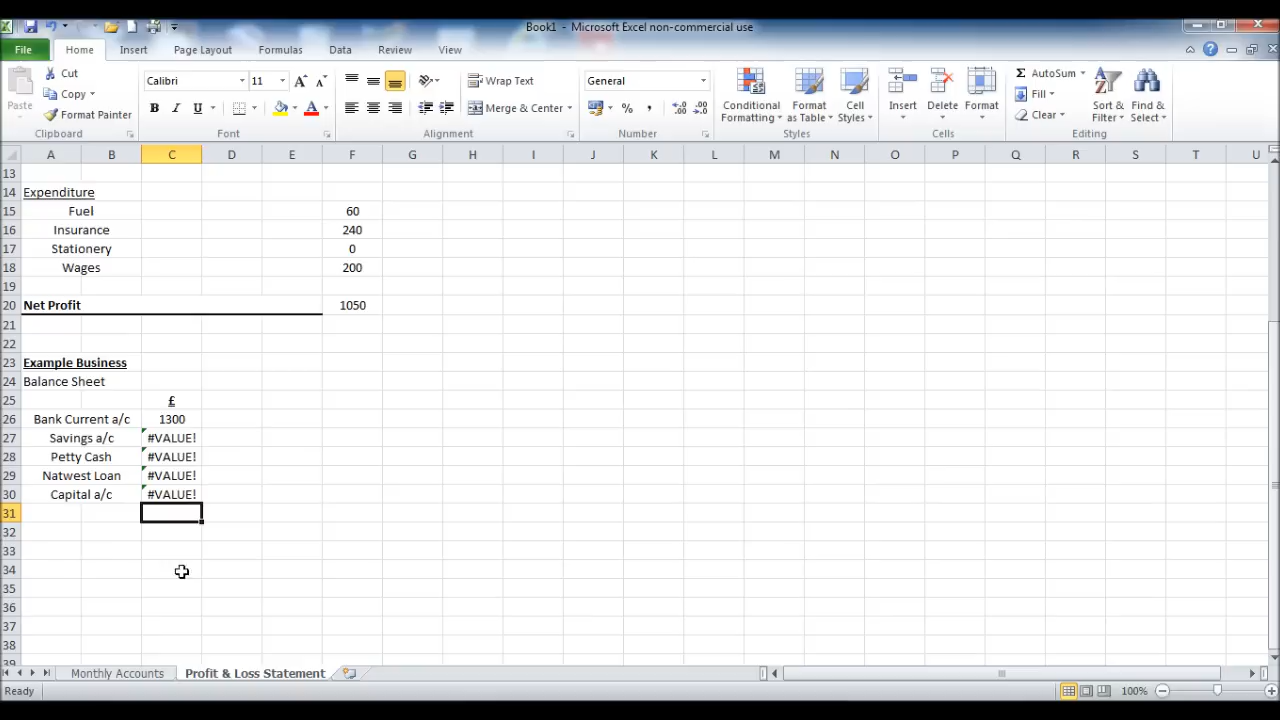 Book1 - Microsoft Excel non-commercial use
File Home Insert Page Layout Formulas Data Review View
Cut Calibri 11 Wrap Text General AutoSum
Paste Copy Merge & Center Conditional Formatting Format as Table Cell Styles Insert Delete Format Fill Sort & Filter Find & Select
Format Painter B I U A % , Clear
Clipboard Font Alignment Number Styles Cells Editing
A B C D E F G H I J K L M N O P Q R S T U
13
14 Expenditure
15 Fuel 60
16 Insurance 240
17 Stationery 0
18 Wages 200
19
20 Net Profit 1050
21
22
23 Example Business
24 Balance Sheet
25 £
26 Bank Current a/c 1300
27 Savings a/c #VALUE!
28 Petty Cash #VALUE!
29 Natwest Loan #VALUE!
30 Capital a/c #VALUE!
31
32
33
34
35
36
37
38
39
Monthly Accounts Profit & Loss Statement
Ready 100%